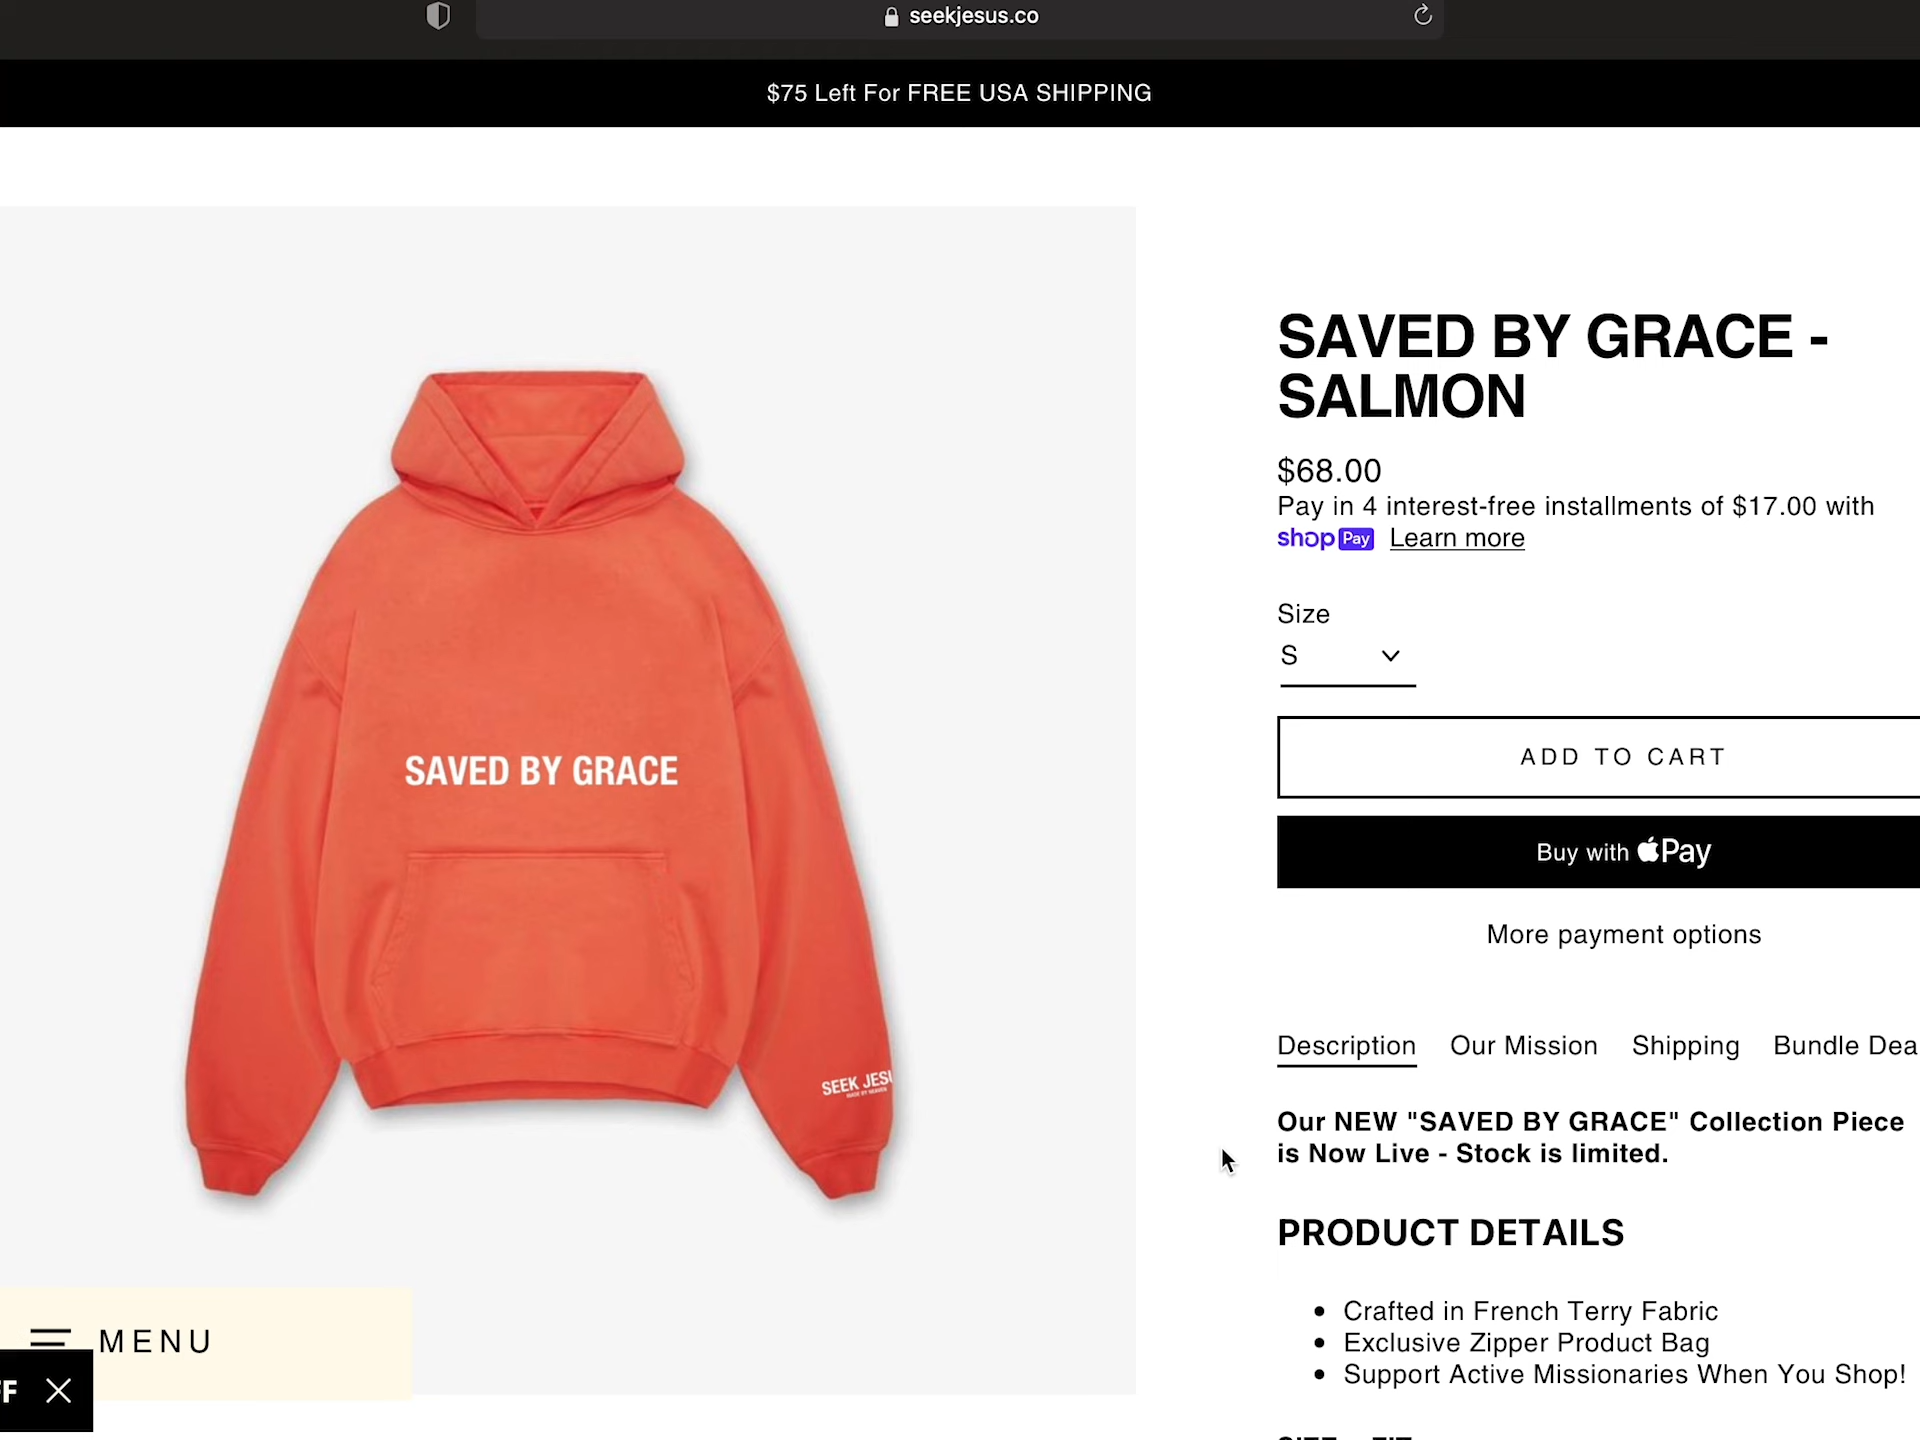 seekjesus.co
$75 Left For FREE USA SHIPPING
SAVED BY GRACE
SEEK JESU
MADE BY HEAVEN
MENU
FF
SAVED BY GRACE -
SALMON
$68.00
Pay in 4 interest-free installments of $17.00 with
shop Pay Learn more
Size
S
ADD TO CART
Buy with Pay
More payment options
Description Our Mission Shipping Bundle Dea
Our NEW "SAVED BY GRACE" Collection Piece
is Now Live - Stock is limited.
PRODUCT DETAILS
Crafted in French Terry Fabric
Exclusive Zipper Product Bag
Support Active Missionaries When You Shop!